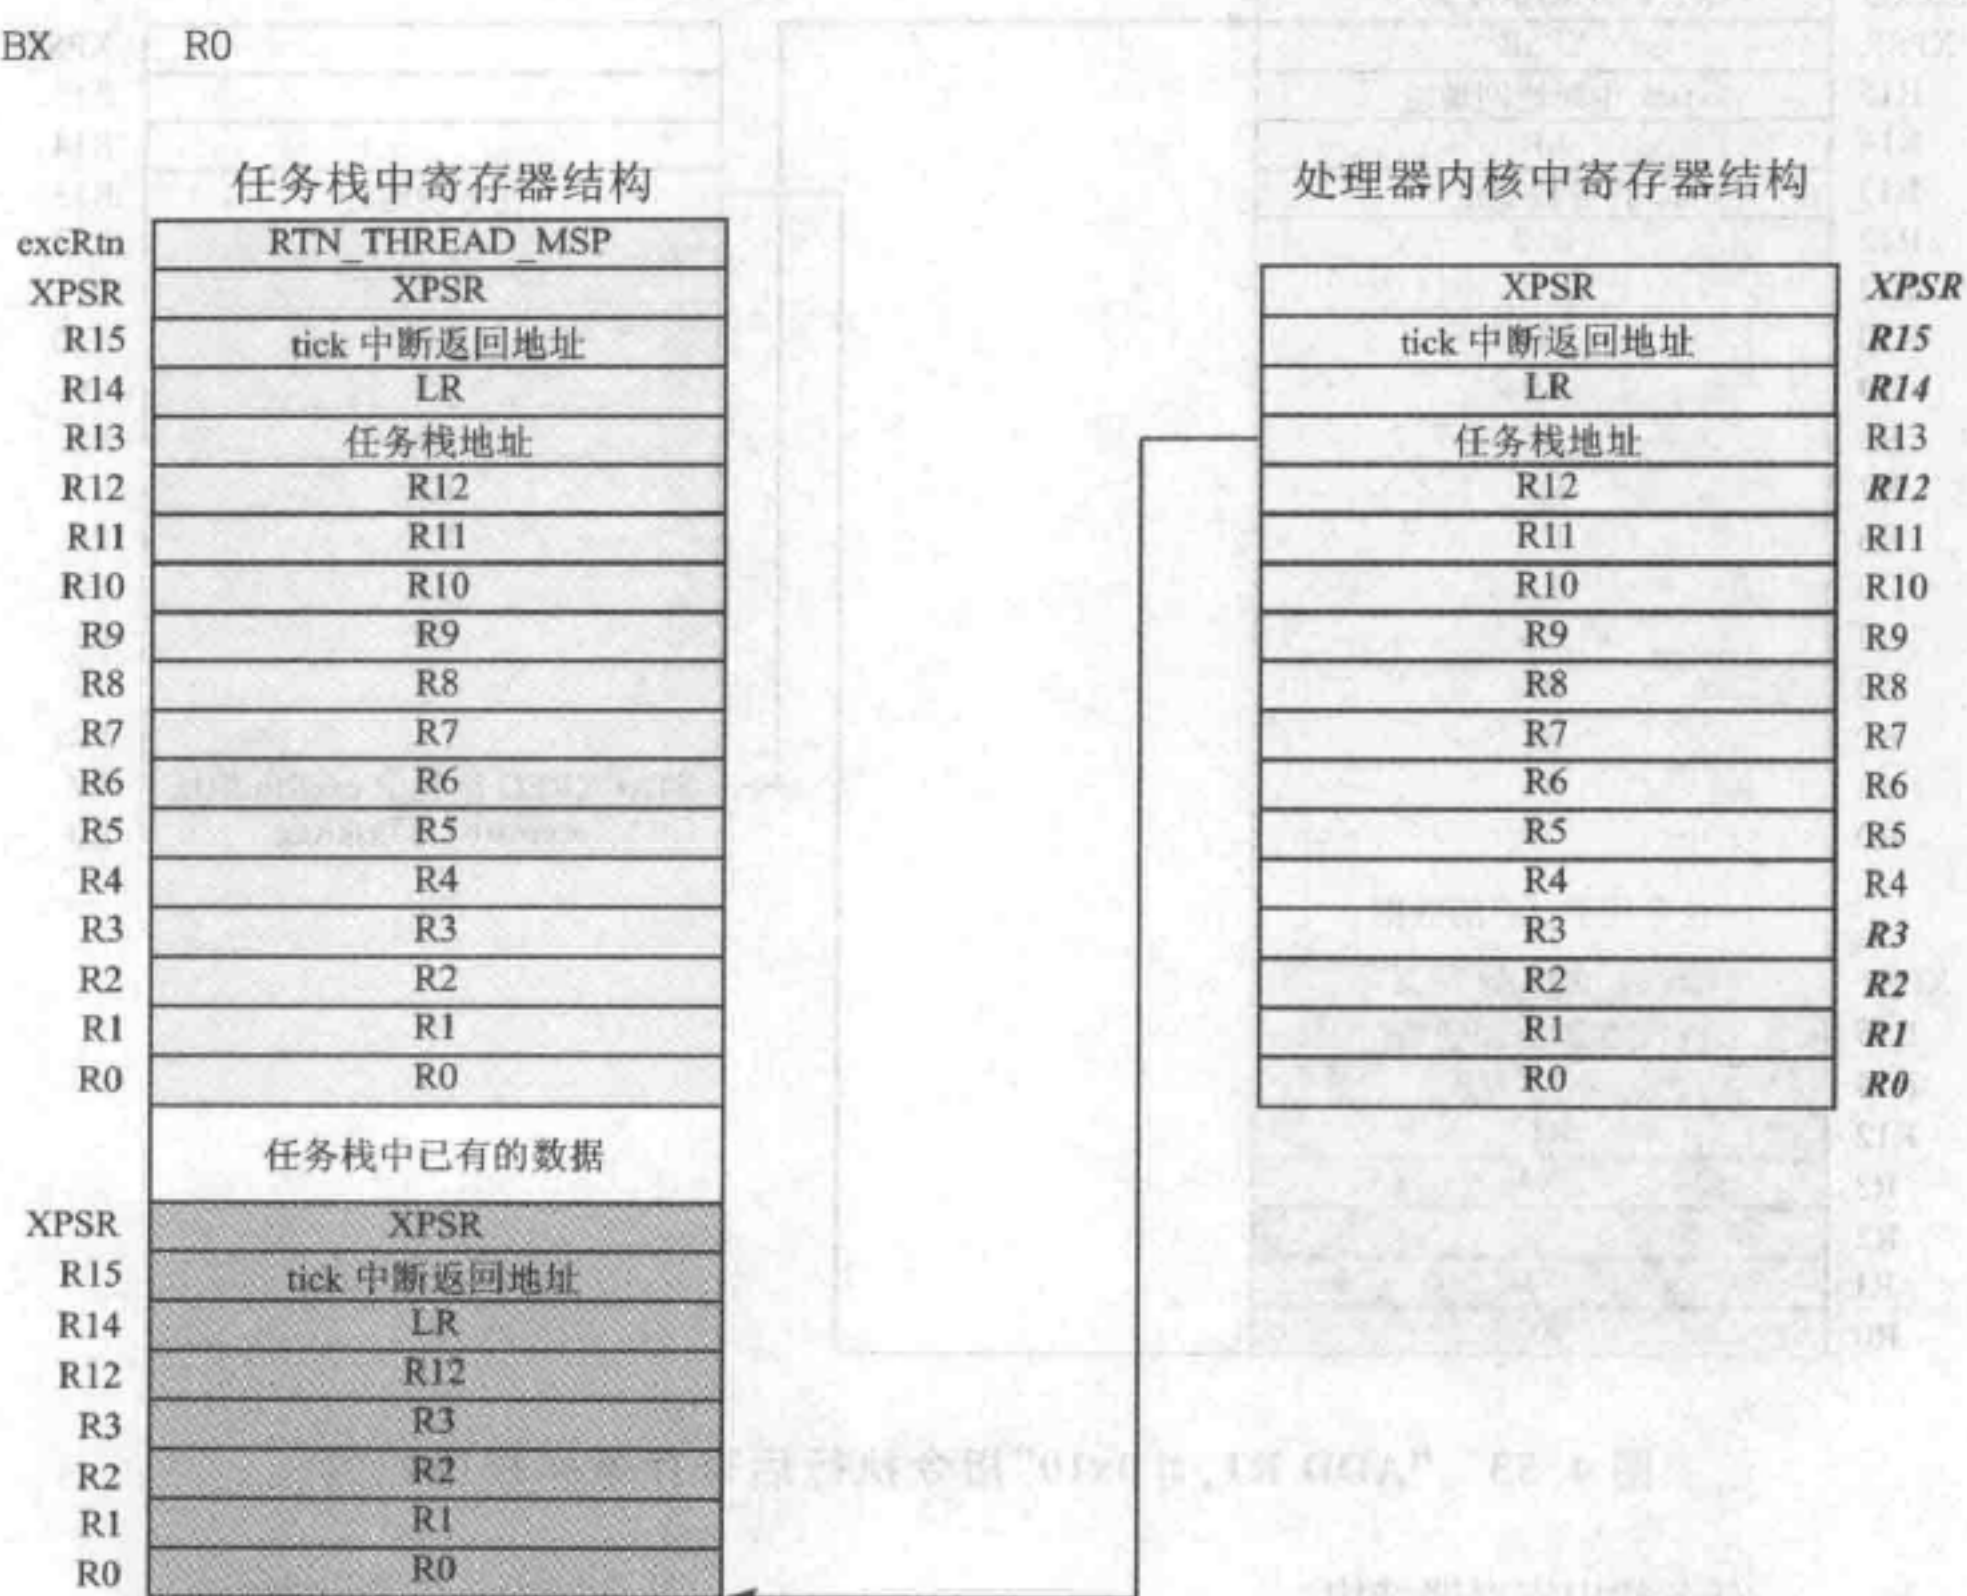 BX R0
任务栈中寄存器结构
excRtn RTN_THREAD_MSP
XPSR XPSR
R15 tick 中断返回地址
R14 LR
R13 任务栈地址
R12 R12
R11 R11
R10 R10
R9 R9
R8 R8
R7 R7
R6 R6
R5 R5
R4 R4
R3 R3
R2 R2
R1 R1
R0 R0
任务栈中已有的数据
XPSR XPSR
R15 tick 中断返回地址
R14 LR
R12 R12
R3 R3
R2 R2
R1 R1
R0 R0
处理器内核中寄存器结构
XPSR XPSR
tick 中断返回地址 R15
LR R14
任务栈地址 R13
R12 R12
R11 R11
R10 R10
R9 R9
R8 R8
R7 R7
R6 R6
R5 R5
R4 R4
R3 R3
R2 R2
R1 R1
R0 R0